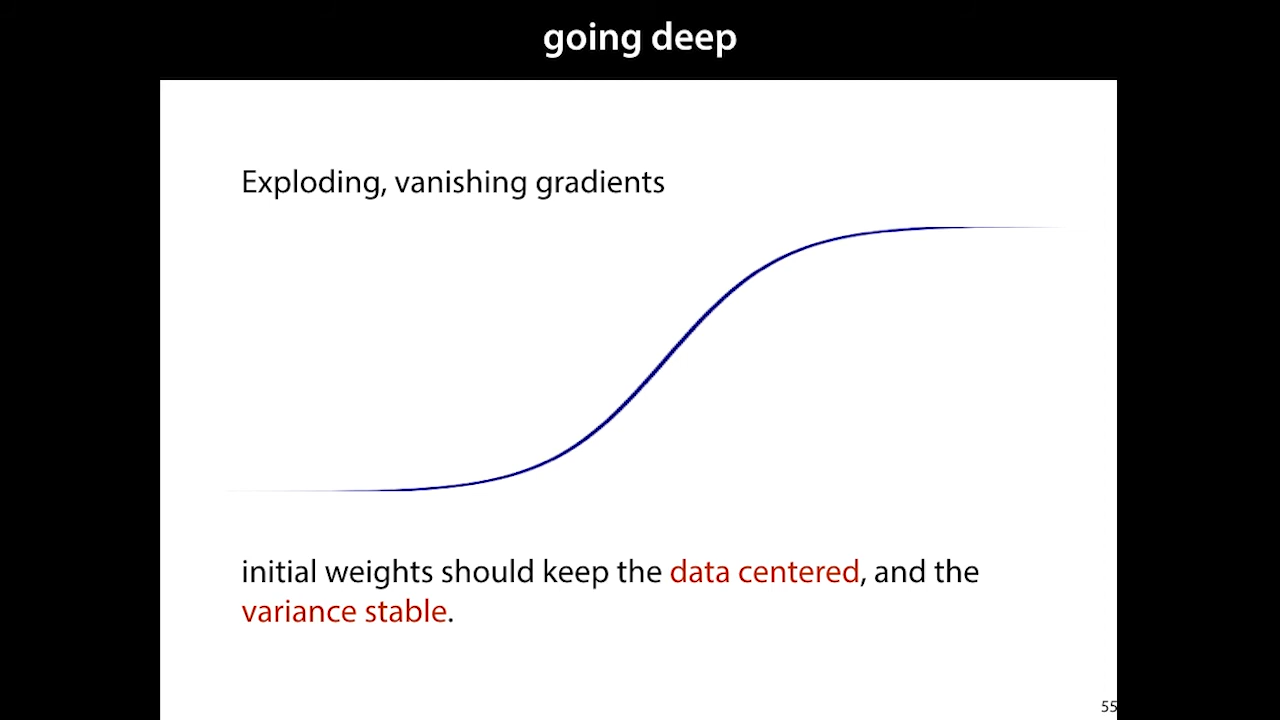 going deep
Exploding, vanishing gradients
initial weights should keep the data centered, and the
variance stable.
55